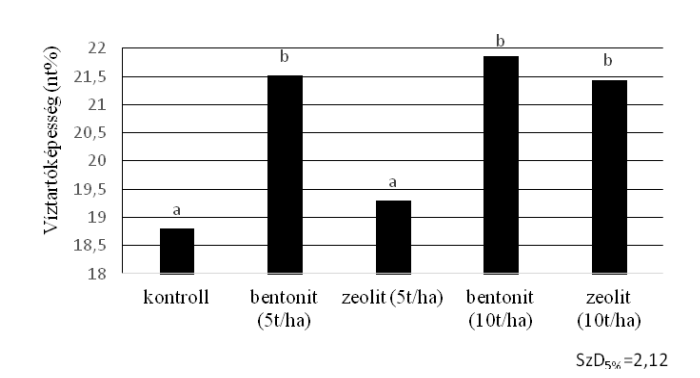 Víztartóképesség (nt%)
22
21,5
21
20,5
20
19,5
19
18,5
18
a
b
a
b
b
kontroll
bentonit
(5t/ha)
zeolit (5t/ha)
bentonit
(10t/ha)
zeolit
(10t/ha)
SzD5%=2,12